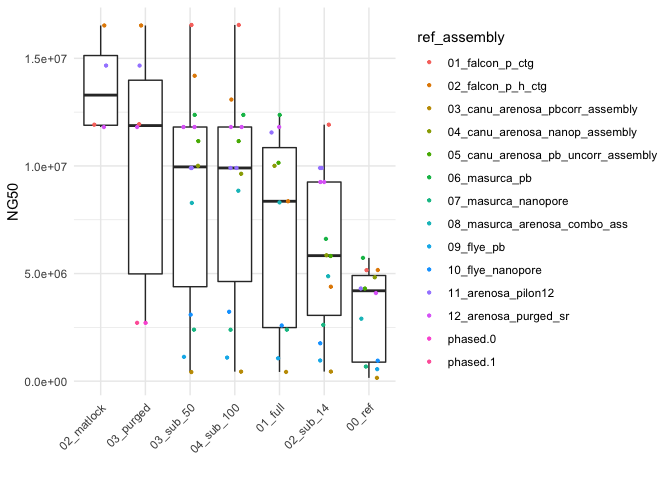 NG50
1.5e+07
1.0e+07
5.0e+06
0.0e+00
02_matlock
03_purged
03_sub_50
04_sub_100
01_full
02_sub_14
00_ref
ref_assembly
01_falcon_p_ctg
02_falcon_p_h_ctg
03_canu_arenosa_pbcorr_assembly
04_canu_arenosa_nanop_assembly
05_canu_arenosa_pb_uncorr_assembly
06_masurca_pb
07_masurca_nanopore
08_masurca_arenosa_combo_ass
09_flye_pb
10_flye_nanopore
11_arenosa_pilon12
12_arenosa_purged_sr
phased.0
phased.1